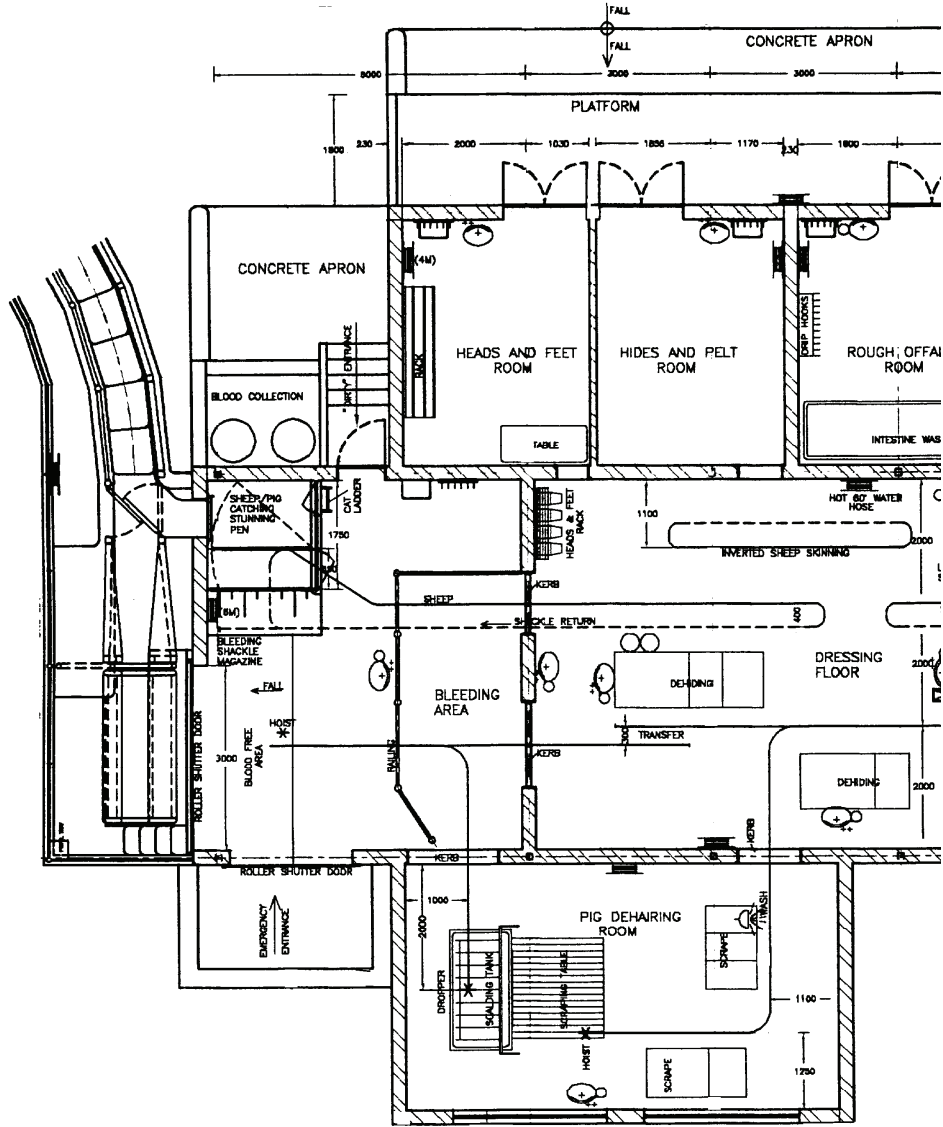 FALL
FALL
CONCRETE APRON
3000
3000
PLATFORM
1800
230
2000
1030
1170
230
1800
(4M)
CONCRETE APRON
"DIRTY" ENTRANCE
RACK
HEADS AND FEET
ROOM
HIDES AND PELT
ROOM
DRIP HOOKS
ROUGH OFFAL
ROOM
BLOOD COLLECTION
TABLE
INTESTINE WAS
SHEEP/PIG
CATCHING
STUNNING
PEN
CAT
LADDER
1750
HEADS & FEET
RACK
1100
HOT 60' WATER
HOSE
2000
INVERTED SHEEP SKINNING
KERB
SHEEP
400
(6M)
SHACKLE RETURN
BLEEDING
SHACKLE
MAGAZINE
DRESSING
FLOOR
2000
FALL
BLEEDING
AREA
DEHIDING
HOIST
ROLLER SHUTTER DOOR
3000
BLOOD FREE
AREA
RAILING
KERB
300
TRANSFER
DEHIDING
2000
KERB
KERB
ROLLER SHUTTER DOOR
EMERGENCY
ENTRANCE
1000
2000
PIG DEHAIRING
ROOM
WASH
SCRAPE
DROPPER
SCALDING TANK
SCRAPING TABLE
1100
HOIST
SCRAPE
1250